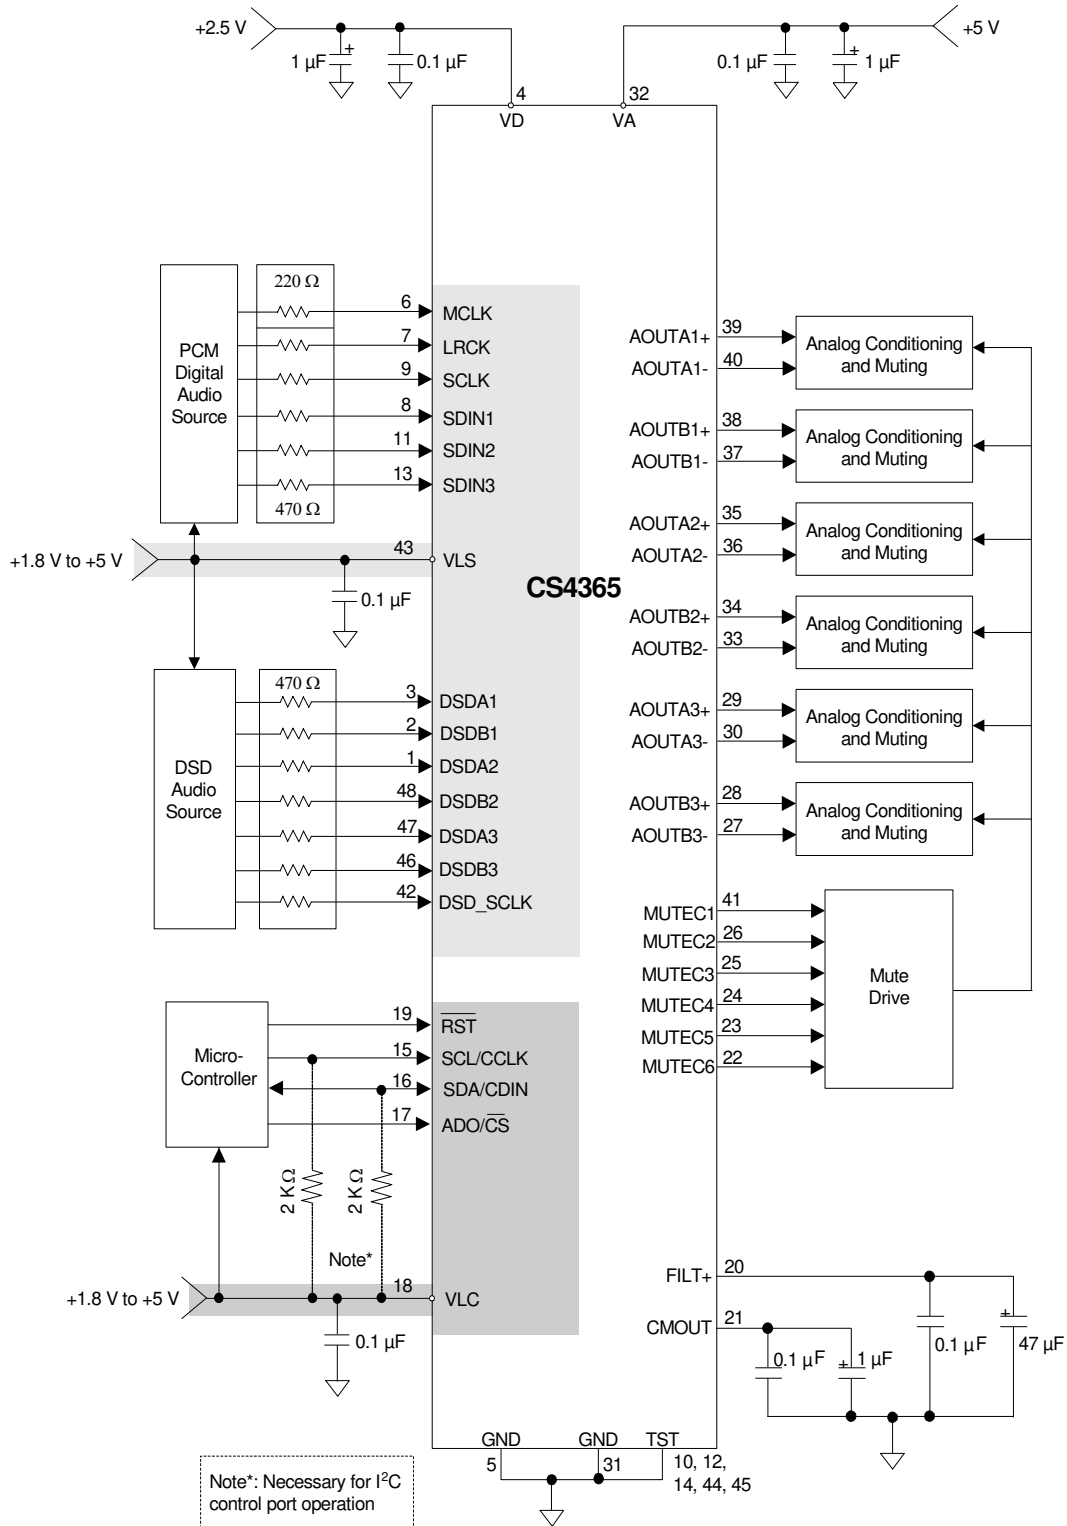 +2.5 V
+5 V
1 µF
+
0.1 µF
0.1 µF
+
1 µF
4
32
VD
VA
PCM
Digital
Audio
Source
220 Ω
470 Ω
6
MCLK
7
LRCK
9
SCLK
8
SDIN1
11
SDIN2
13
SDIN3
+1.8 V to +5 V
43
VLS
0.1 µF
CS4365
DSD
Audio
Source
470 Ω
3
DSDA1
2
DSDB1
1
DSDA2
48
DSDB2
47
DSDA3
46
DSDB3
42
DSD_SCLK
Micro-
Controller
19
RST
15
SCL/CCLK
16
SDA/CDIN
17
ADO/CS
2 KΩ
2 KΩ
Note*
+1.8 V to +5 V
18
VLC
0.1 µF
AOUTA1+
39
AOUTA1-
40
Analog Conditioning
and Muting
AOUTB1+
38
AOUTB1-
37
Analog Conditioning
and Muting
AOUTA2+
35
AOUTA2-
36
Analog Conditioning
and Muting
AOUTB2+
34
AOUTB2-
33
Analog Conditioning
and Muting
AOUTA3+
29
AOUTA3-
30
Analog Conditioning
and Muting
AOUTB3+
28
AOUTB3-
27
Analog Conditioning
and Muting
MUTEC1
41
MUTEC2
26
MUTEC3
25
MUTEC4
24
MUTEC5
23
MUTEC6
22
Mute
Drive
FILT+
20
CMOUT
21
0.1 µF
+
1 µF
0.1 µF
+
47 µF
GND
GND
TST
5
31
10, 12,
14, 44, 45
Note*: Necessary for I²C
control port operation